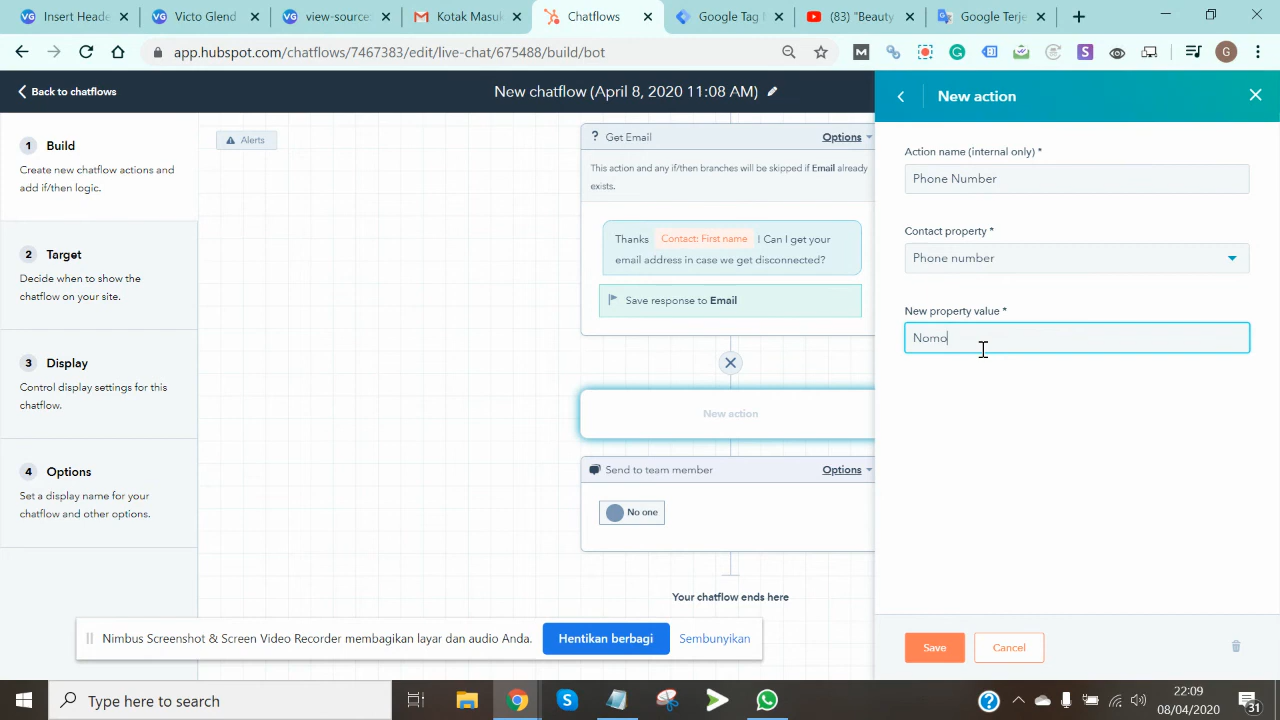 Insert Heade
Victo Glend
view-source:
Kotak Masuk
Chatflows
Google Tag
(83) "Beauty
Google Terje
app.hubspot.com/chatflows/7467383/edit/live-chat/675488/build/bot
Back to chatflows
New chatflow (April 8, 2020 11:08 AM)
New action
1 Build
Create new chatflow actions and
add if/then logic.
2 Target
Decide when to show the
chatflow on your site.
3 Display
Control display settings for this
chatflow.
4 Options
Set a display name for your
chatflow and other options.
Alerts
? Get Email Options
This action and any if/then branches will be skipped if Email already
exists.
Thanks Contact: First name ! Can I get your
email address in case we get disconnected?
Save response to Email
New action
Send to team member Options
No one
Your chatflow ends here
Action name (internal only) *
Phone Number
Contact property *
Phone number
New property value *
Nomo
Save Cancel
Nimbus Screenshot & Screen Video Recorder membagikan layar dan audio Anda. Hentikan berbagi Sembunyikan
Type here to search
22:09
08/04/2020
31